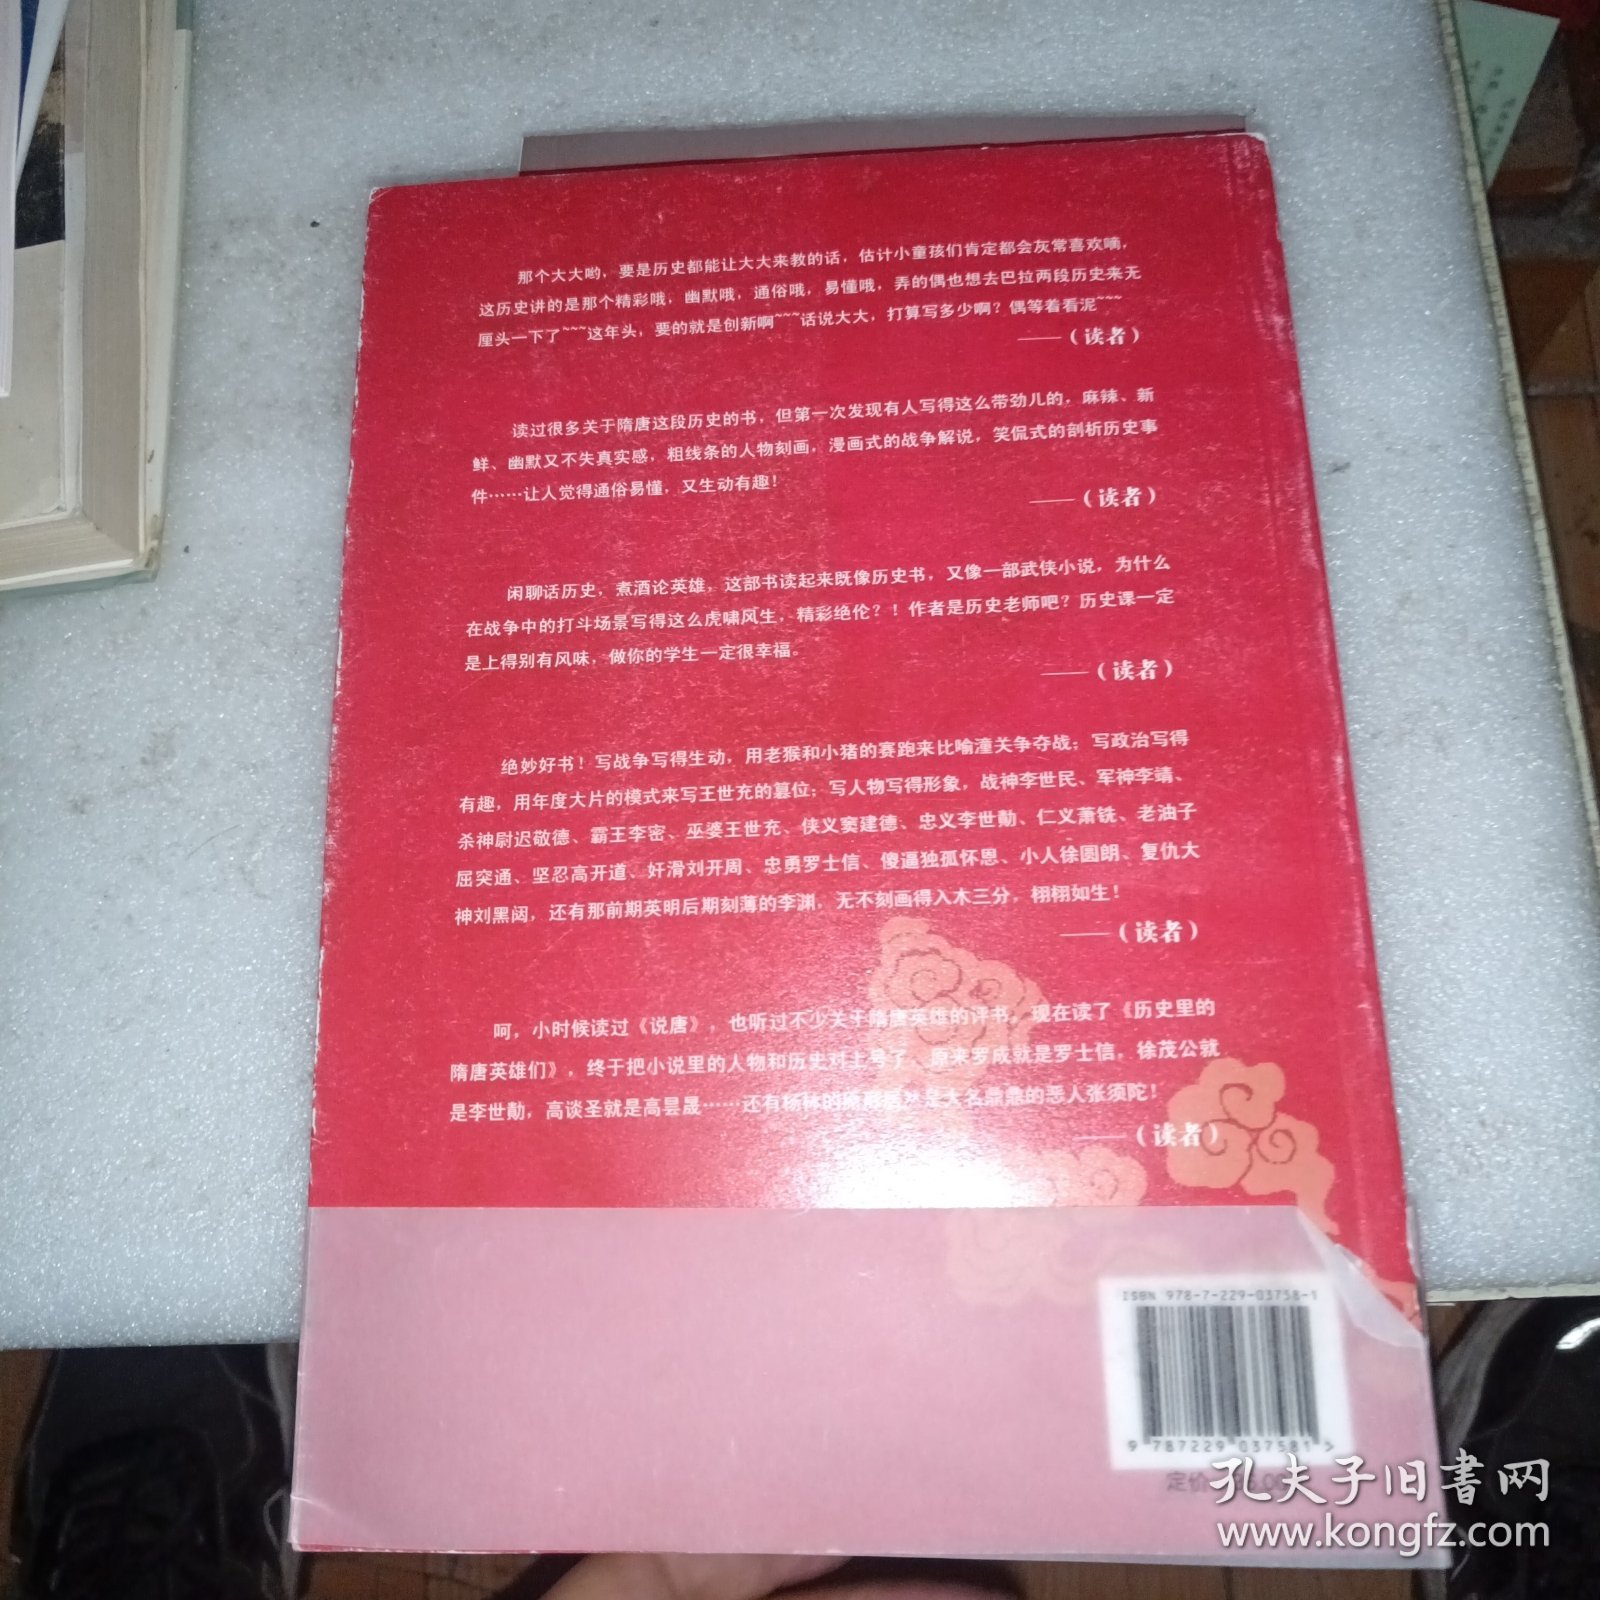 那个大大哟，要是历史都能让大大来教的话，估计小童孩们肯定都会灰常喜欢嘀，
这历史讲的是那个精彩哦，幽默哦，通俗哦，易懂哦，弄的偶也想去巴拉两段历史来无
厘头一下了~~~这年头，要的就是创新啊~~~话说大大，打算写多少啊？偶等着看泥~~~
——（读者）
读过很多关于隋唐这段历史的书，但第一次发现有人写得这么带劲儿的，麻辣、新
鲜、幽默又不失真实感，粗线条的人物刻画，漫画式的战争解说，笑侃式的剖析历史事
件……让人觉得通俗易懂，又生动有趣！
——（读者）
闲聊话历史，煮酒论英雄，这部书读起来既像历史书，又像一部武侠小说，为什么
在战争中的打斗场景写得这么虎啸风生，精彩绝伦？！作者是历史老师吧？历史课一定
是上得别有风味，做你的学生一定很幸福。
——（读者）
绝妙好书！写战争写得生动，用老猴和小猪的赛跑来比喻潼关争夺战；写政治写得
有趣，用年度大片的模式来写王世充的篡位；写人物写得形象，战神李世民、军神李靖、
杀神尉迟敬德、霸王李密、巫婆王世充、侠义窦建德、忠义李世勣、仁义萧铣、老油子
屈突通、坚忍高开道、奸滑刘开周、忠勇罗士信、傻逼独孤怀恩、小人徐圆朗、复仇大
神刘黑闼，还有那前期英明后期刻薄的李渊，无不刻画得入木三分，栩栩如生！
——（读者）
呵，小时候读过《说唐》，也听过不少关于隋唐英雄的评书，现在读了《历史里的
隋唐英雄们》，终于把小说里的人物和历史对上号了，原来罗成就是罗士信，徐茂公就
是李世勣，高谈圣就是高昙晟……还有杨林的原型居然是大名鼎鼎的恶人张须陀！
——（读者）
ISBN 978-7-229-03758-1
9 787229 037581 >
定价
孔夫子旧书网
www.kongfz.com